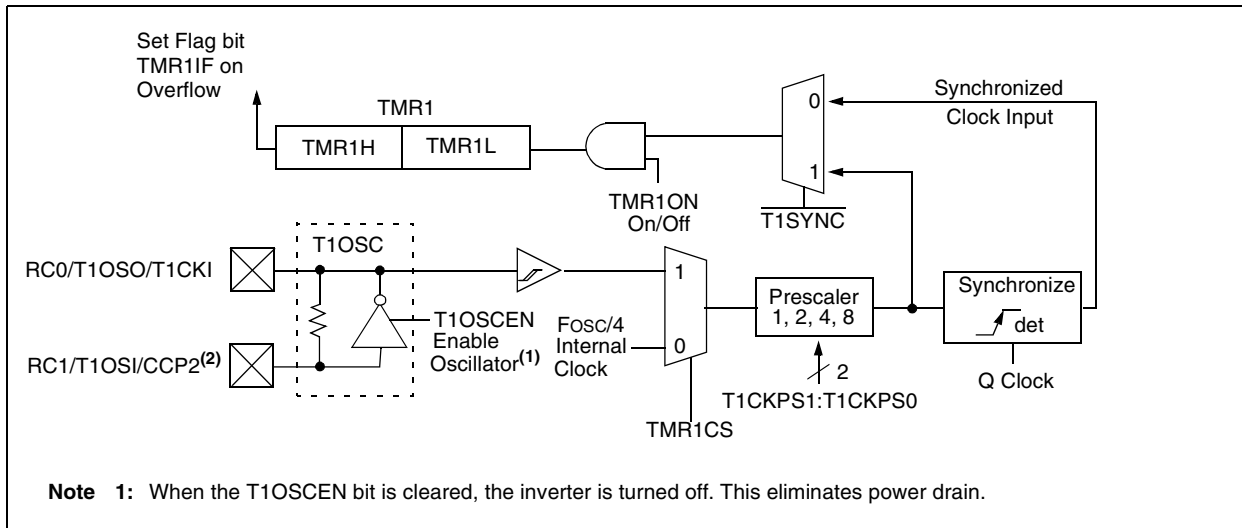 Set Flag bit
TMR1IF on
Overflow
TMR1
TMR1H
TMR1L
0
1
Synchronized
Clock Input
TMR1ON
On/Off
T1SYNC
T1OSC
RC0/T1OSO/T1CKI
RC1/T1OSI/CCP2(2)
T1OSCEN
Enable
Oscillator(1)
FOSC/4
Internal
Clock
1
0
TMR1CS
Prescaler
1, 2, 4, 8
2
T1CKPS1:T1CKPS0
Synchronize
det
Q Clock
Note 1: When the T1OSCEN bit is cleared, the inverter is turned off. This eliminates power drain.